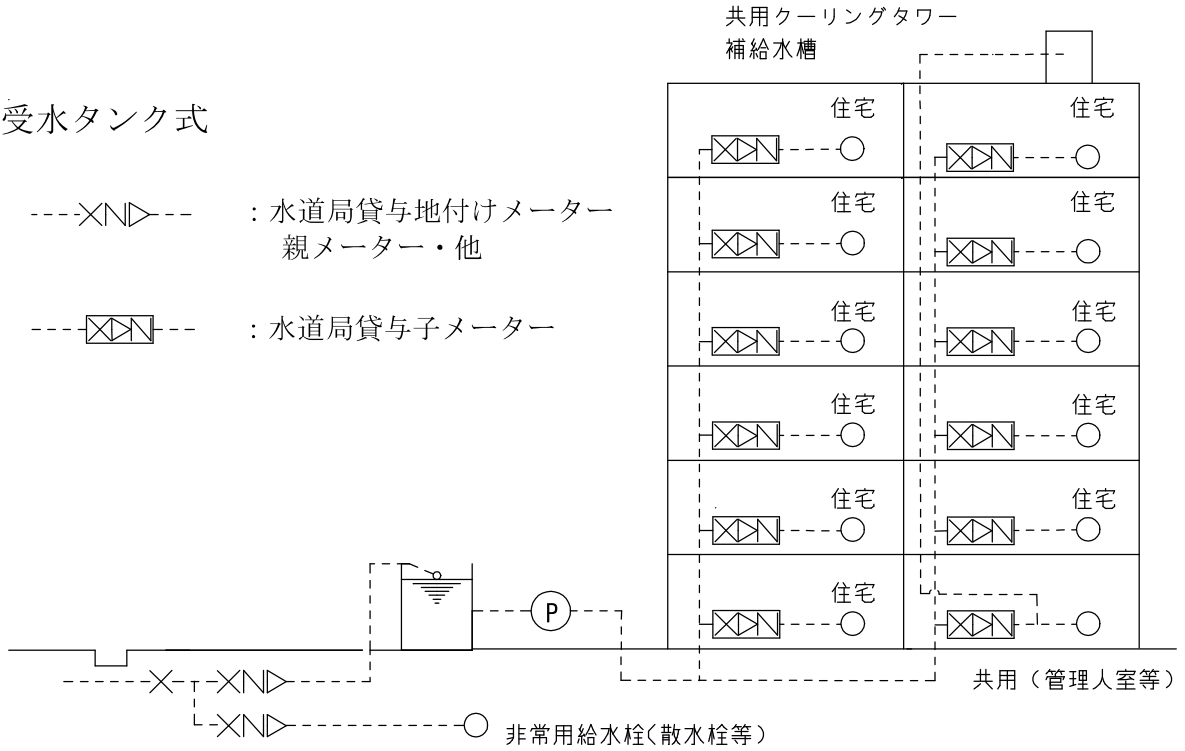 共用クーリングタワー
補給水槽
受水タンク式
:水道局貸与地付けメーター
親メーター・他
:水道局貸与子メーター
住宅
住宅
住宅
住宅
住宅
住宅
住宅
住宅
住宅
住宅
住宅
P
共用(管理人室等)
非常用給水栓(散水栓等)